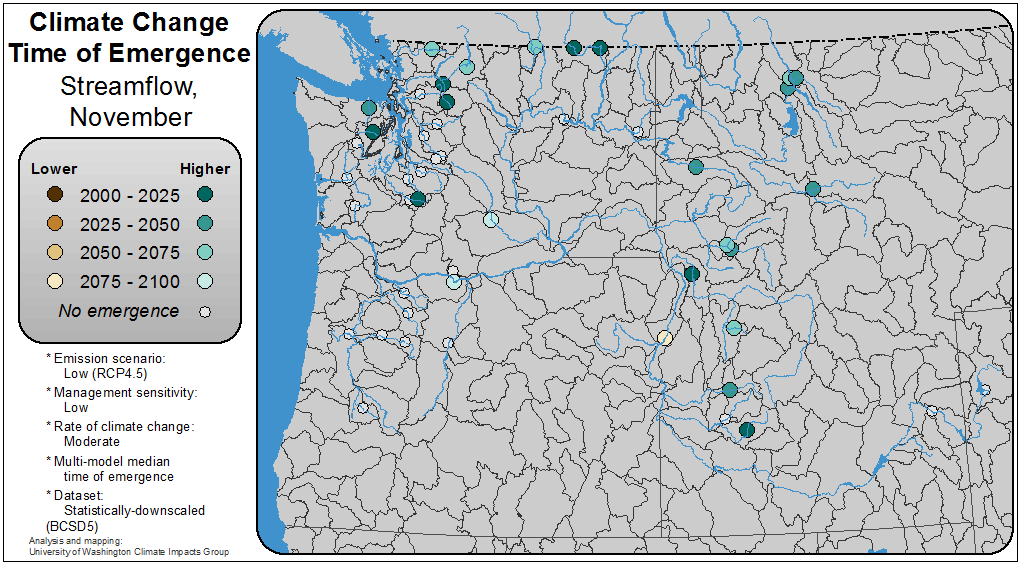 Climate Change
Time of Emergence
Streamflow,
November
Lower Higher
2000 - 2025
2025 - 2050
2050 - 2075
2075 - 2100
No emergence
* Emission scenario:
Low (RCP4.5)
* Management sensitivity:
Low
* Rate of climate change:
Moderate
* Multi-model median
time of emergence
* Dataset:
Statistically-downscaled
(BCSD5)
Analysis and mapping:
University of Washington Climate Impacts Group